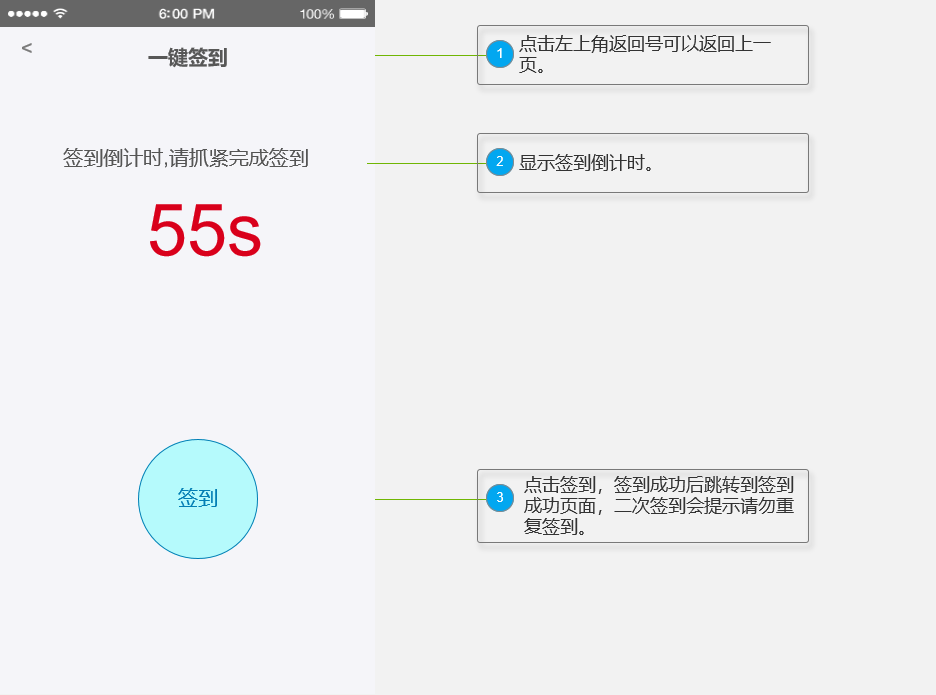 6:00 PM 100%
<
一键签到
1 点击左上角返回号可以返回上一
页。
签到倒计时,请抓紧完成签到
2 显示签到倒计时。
55s
签到
3 点击签到，签到成功后跳转到签到
成功页面，二次签到会提示请勿重
复签到。